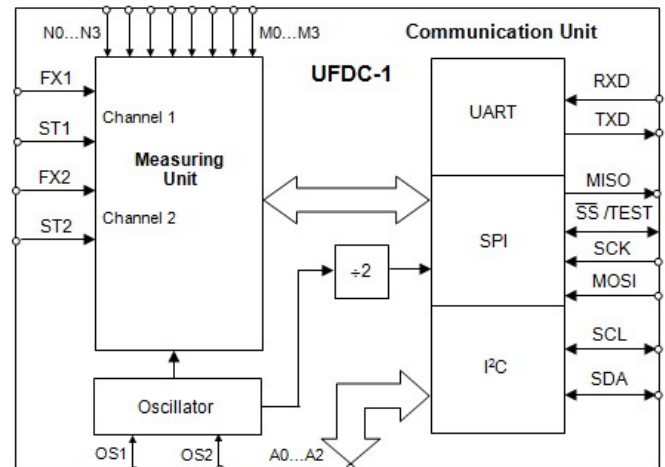 N0...N3
M0...M3
Communication Unit
UFDC-1
FX1
ST1
FX2
ST2
Channel 1
Measuring
Unit
Channel 2
UART
RXD
TXD
SPI
MISO
S̅S̅ /TEST
SCK
MOSI
÷2
I²C
SCL
SDA
Oscillator
OS1
OS2
A0...A2